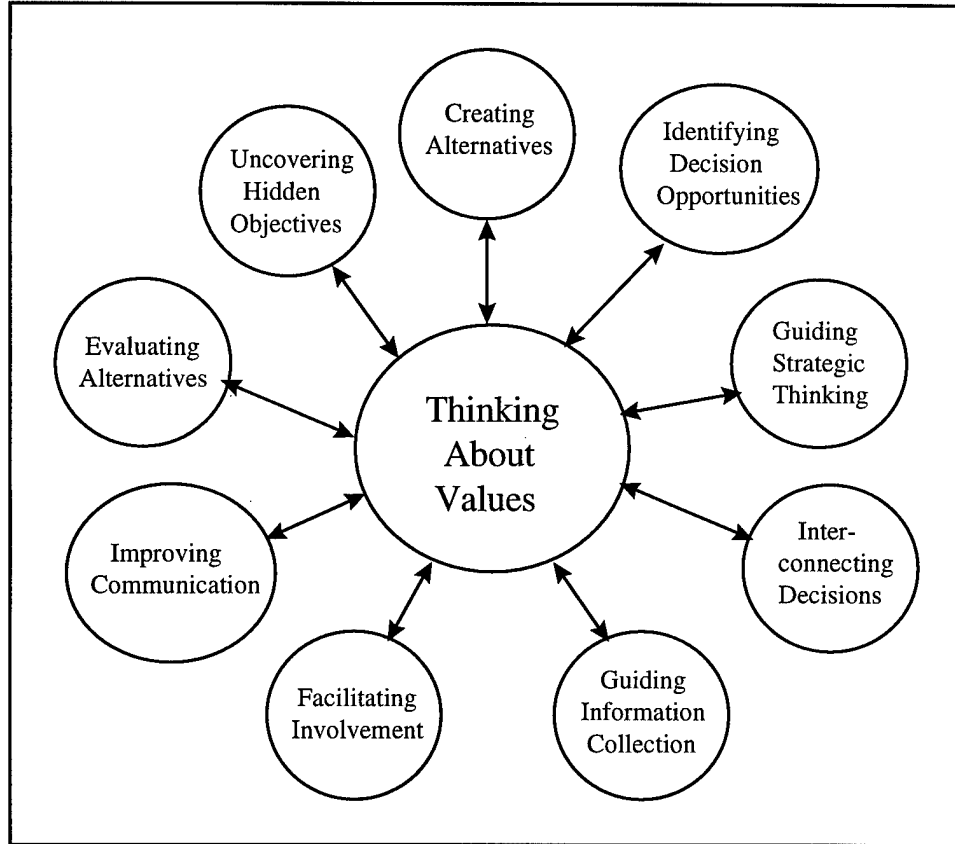 Creating
Alternatives
Identifying
Decision
Opportunities
Uncovering
Hidden
Objectives
Guiding
Strategic
Thinking
Evaluating
Alternatives
Thinking
About
Values
Inter-
connecting
Decisions
Improving
Communication
Facilitating
Involvement
Guiding
Information
Collection